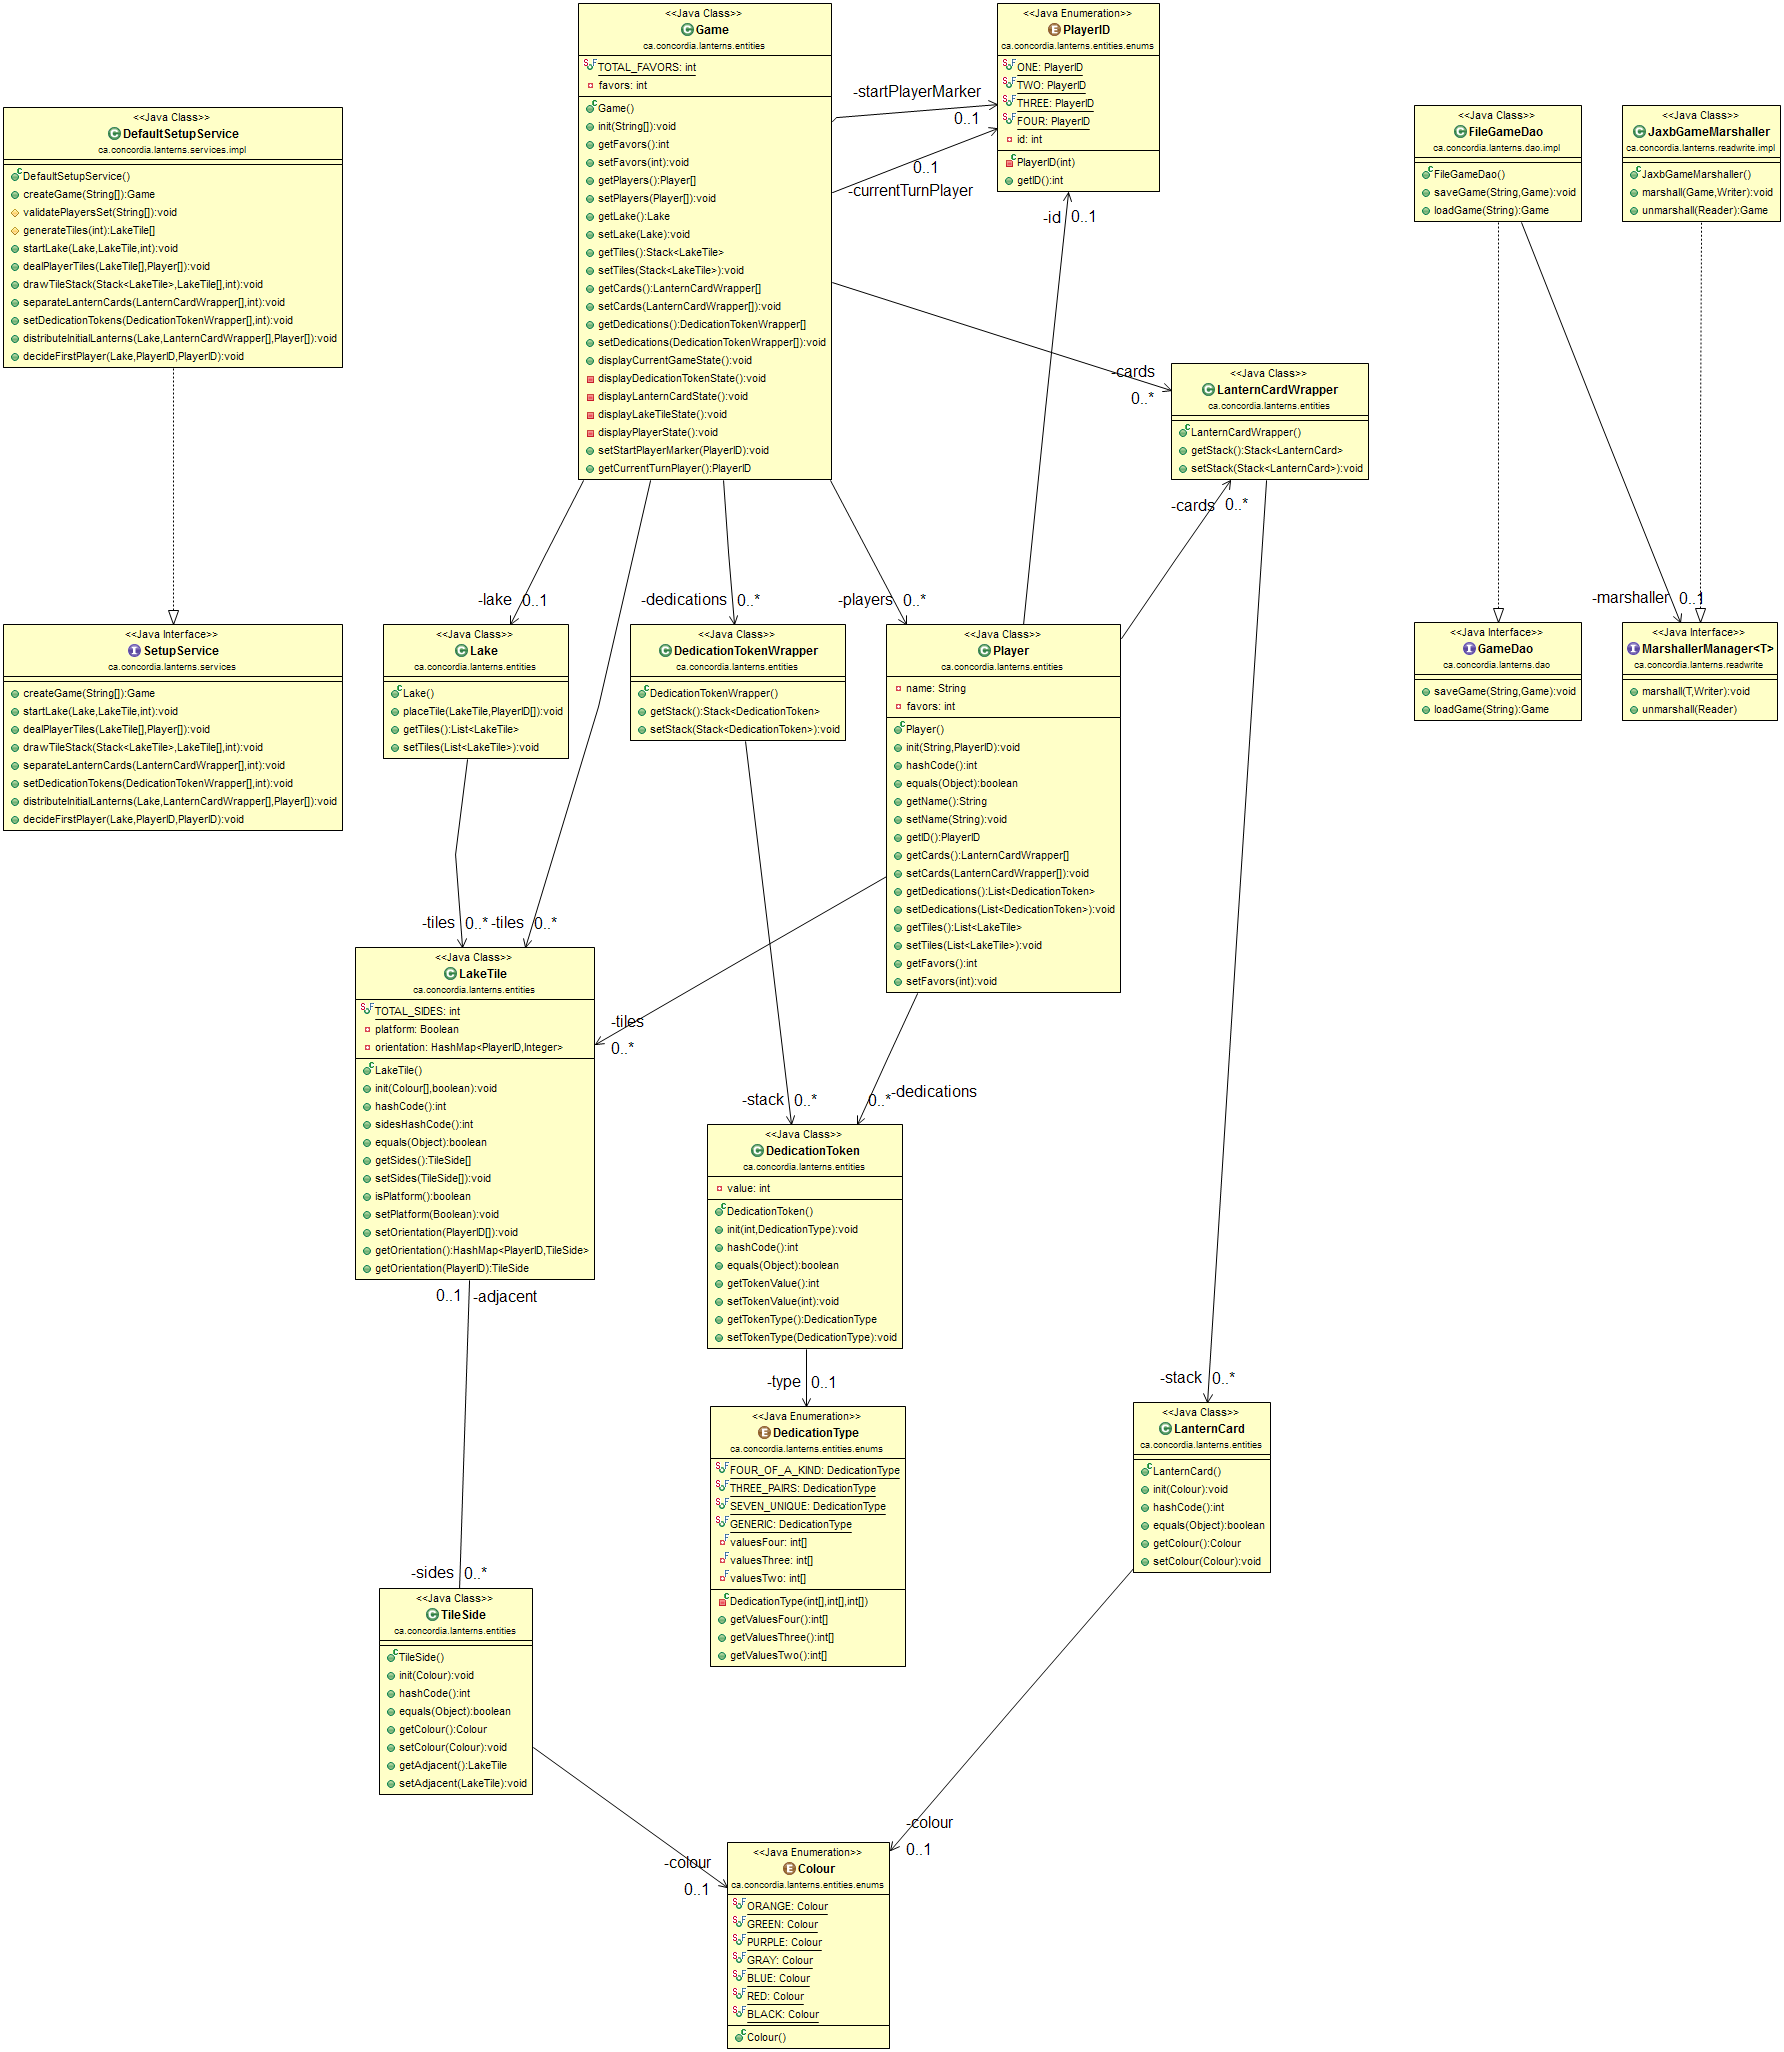 <<Java Class>>
Game
ca.concordia.lanterns.entities
TOTAL_FAVORS: int
favors: int
Game()
init(String[]):void
getFavors():int
setFavors(int):void
getPlayers():Player[]
setPlayers(Player[]):void
getLake():Lake
setLake(Lake):void
getTiles():Stack<LakeTile>
setTiles(Stack<LakeTile>):void
getCards():LanternCardWrapper[]
setCards(LanternCardWrapper[]):void
getDedications():DedicationTokenWrapper[]
setDedications(DedicationTokenWrapper[]):void
displayCurrentGameState():void
displayDedicationTokenState():void
displayLanternCardState():void
displayLakeTileState():void
displayPlayerState():void
setStartPlayerMarker(PlayerID):void
getCurrentTurnPlayer():PlayerID
-startPlayerMarker
0..1
0..1
-currentTurnPlayer
<<Java Enumeration>>
PlayerID
ca.concordia.lanterns.entities.enums
ONE: PlayerID
TWO: PlayerID
THREE: PlayerID
FOUR: PlayerID
id: int
PlayerID(int)
getID():int
-id 0..1
<<Java Class>>
DefaultSetupService
ca.concordia.lanterns.services.impl
DefaultSetupService()
createGame(String[]):Game
validatePlayersSet(String[]):void
generateTiles(int):LakeTile[]
startLake(Lake,LakeTile,int):void
dealPlayerTiles(LakeTile[],Player[]):void
drawTileStack(Stack<LakeTile>,LakeTile[],int):void
separateLanternCards(LanternCardWrapper[],int):void
setDedicationTokens(DedicationTokenWrapper[],int):void
distributeInitialLanterns(Lake,LanternCardWrapper[],Player[]):void
decideFirstPlayer(Lake,PlayerID,PlayerID):void
<<Java Class>>
FileGameDao
ca.concordia.lanterns.dao.impl
FileGameDao()
saveGame(String,Game):void
loadGame(String):Game
<<Java Class>>
JaxbGameMarshaller
ca.concordia.lanterns.readwrite.impl
JaxbGameMarshaller()
marshall(Game,Writer):void
unmarshall(Reader):Game
-cards
0..*
<<Java Class>>
LanternCardWrapper
ca.concordia.lanterns.entities
LanternCardWrapper()
getStack():Stack<LanternCard>
setStack(Stack<LanternCard>):void
-cards 0..*
-lake 0..1
-dedications 0..*
-players 0..*
-marshaller 0..1
<<Java Interface>>
SetupService
ca.concordia.lanterns.services
createGame(String[]):Game
startLake(Lake,LakeTile,int):void
dealPlayerTiles(LakeTile[],Player[]):void
drawTileStack(Stack<LakeTile>,LakeTile[],int):void
separateLanternCards(LanternCardWrapper[],int):void
setDedicationTokens(DedicationTokenWrapper[],int):void
distributeInitialLanterns(Lake,LanternCardWrapper[],Player[]):void
decideFirstPlayer(Lake,PlayerID,PlayerID):void
<<Java Class>>
Lake
ca.concordia.lanterns.entities
Lake()
placeTile(LakeTile,PlayerID[]):void
getTiles():List<LakeTile>
setTiles(List<LakeTile>):void
<<Java Class>>
DedicationTokenWrapper
ca.concordia.lanterns.entities
DedicationTokenWrapper()
getStack():Stack<DedicationToken>
setStack(Stack<DedicationToken>):void
<<Java Class>>
Player
ca.concordia.lanterns.entities
name: String
favors: int
Player()
init(String,PlayerID):void
hashCode():int
equals(Object):boolean
getName():String
setName(String):void
getID():PlayerID
getCards():LanternCardWrapper[]
setCards(LanternCardWrapper[]):void
getDedications():List<DedicationToken>
setDedications(List<DedicationToken>):void
getTiles():List<LakeTile>
setTiles(List<LakeTile>):void
getFavors():int
setFavors(int):void
<<Java Interface>>
GameDao
ca.concordia.lanterns.dao
saveGame(String,Game):void
loadGame(String):Game
<<Java Interface>>
MarshallerManager<T>
ca.concordia.lanterns.readwrite
marshall(T,Writer):void
unmarshall(Reader)
-tiles 0..*
-tiles 0..*
<<Java Class>>
LakeTile
ca.concordia.lanterns.entities
TOTAL_SIDES: int
platform: Boolean
orientation: HashMap<PlayerID,Integer>
LakeTile()
init(Colour[],boolean):void
hashCode():int
sidesHashCode():int
equals(Object):boolean
getSides():TileSide[]
setSides(TileSide[]):void
isPlatform():boolean
setPlatform(Boolean):void
setOrientation(PlayerID[]):void
getOrientation():HashMap<PlayerID,TileSide>
getOrientation(PlayerID):TileSide
-tiles
0..*
-stack 0..*
0..* -dedications
<<Java Class>>
DedicationToken
ca.concordia.lanterns.entities
value: int
DedicationToken()
init(int,DedicationType):void
hashCode():int
equals(Object):boolean
getTokenValue():int
setTokenValue(int):void
getTokenType():DedicationType
setTokenType(DedicationType):void
0..1 -adjacent
-type 0..1
<<Java Enumeration>>
DedicationType
ca.concordia.lanterns.entities.enums
FOUR_OF_A_KIND: DedicationType
THREE_PAIRS: DedicationType
SEVEN_UNIQUE: DedicationType
GENERIC: DedicationType
valuesFour: int[]
valuesThree: int[]
valuesTwo: int[]
DedicationType(int[],int[],int[])
getValuesFour():int[]
getValuesThree():int[]
getValuesTwo():int[]
-stack 0..*
<<Java Class>>
LanternCard
ca.concordia.lanterns.entities
LanternCard()
init(Colour):void
hashCode():int
equals(Object):boolean
getColour():Colour
setColour(Colour):void
-sides 0..*
<<Java Class>>
TileSide
ca.concordia.lanterns.entities
TileSide()
init(Colour):void
hashCode():int
equals(Object):boolean
getColour():Colour
setColour(Colour):void
getAdjacent():LakeTile
setAdjacent(LakeTile):void
-colour
0..1
-colour
0..1
<<Java Enumeration>>
Colour
ca.concordia.lanterns.entities.enums
ORANGE: Colour
GREEN: Colour
PURPLE: Colour
GRAY: Colour
BLUE: Colour
RED: Colour
BLACK: Colour
Colour()